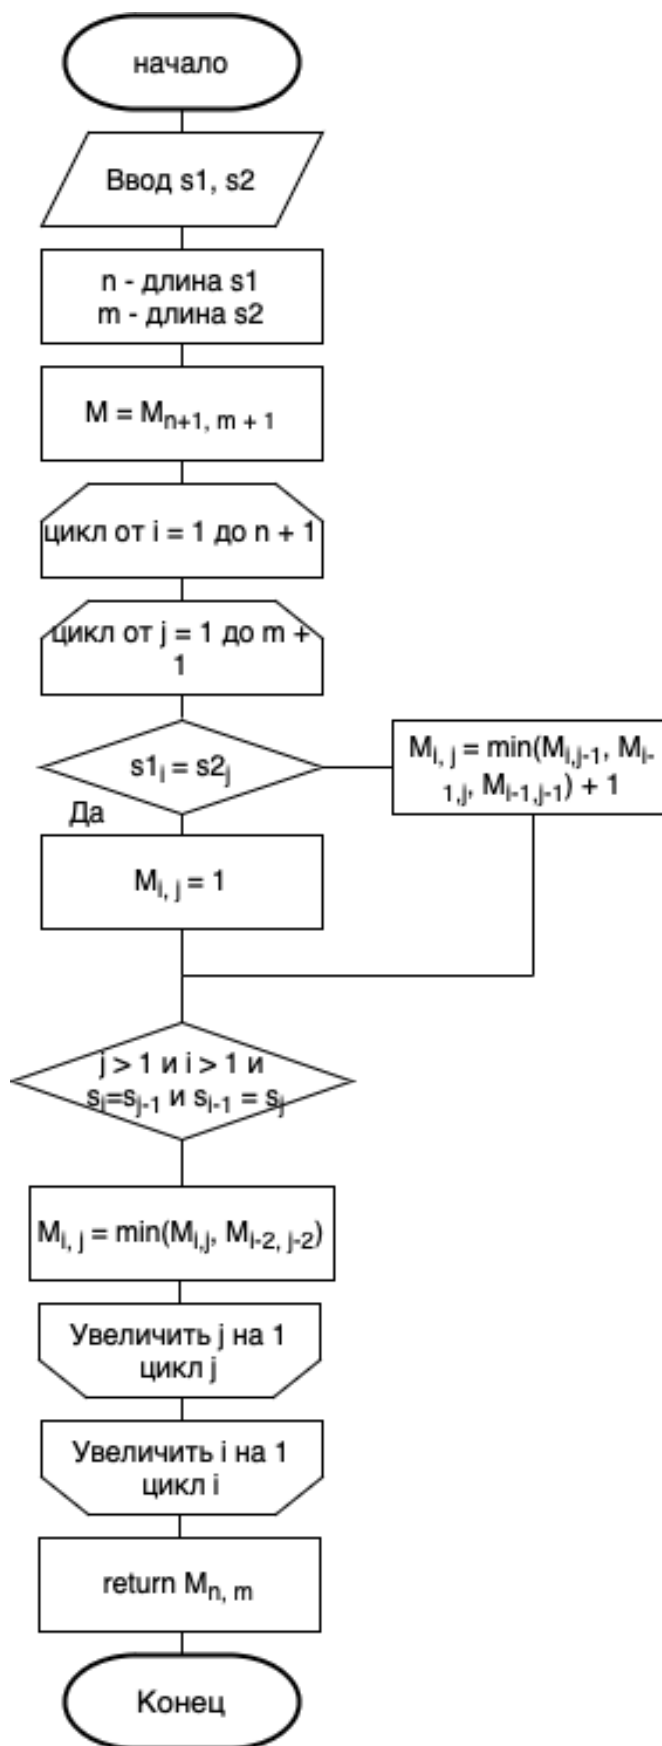 начало
Ввод s1, s2
n - длина s1
m - длина s2
M = Mn+1, m + 1
цикл от i = 1 до n + 1
цикл от j = 1 до m +
1
s1i = s2j
Mi, j = min(Mi,j-1, Mi-
1,j, Mi-1,j-1) + 1
Да
Mi, j = 1
j > 1 и i > 1 и
si=sj-1 и si-1 = sj
Mi, j = min(Mi,j, Mi-2, j-2)
Увеличить j на 1
цикл j
Увеличить i на 1
цикл i
return Mn, m
Конец